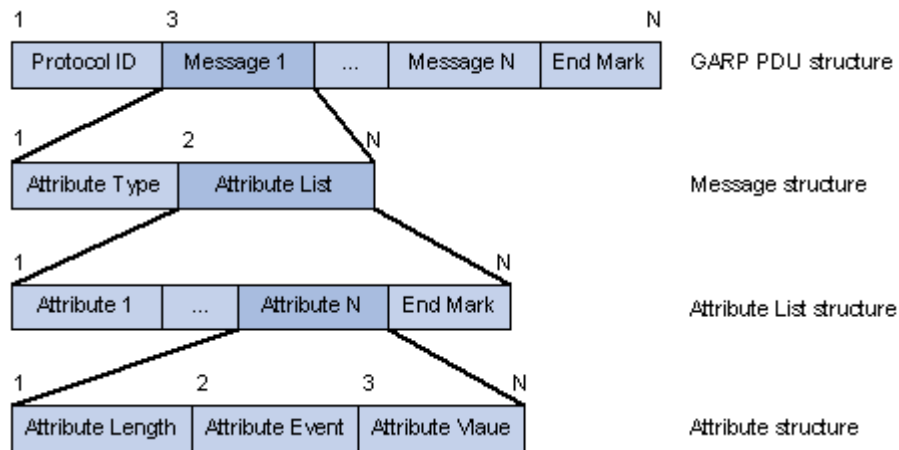 1 3 N
Protocol ID Message 1 ... Message N End Mark GARP PDU structure
1 2 N
Attribute Type Attribute List Message structure
1 N
Attribute 1 ... Attribute N End Mark Attribute List structure
1 2 3 N
Attribute Length Attribute Event Attribute Vlaue Attribute structure